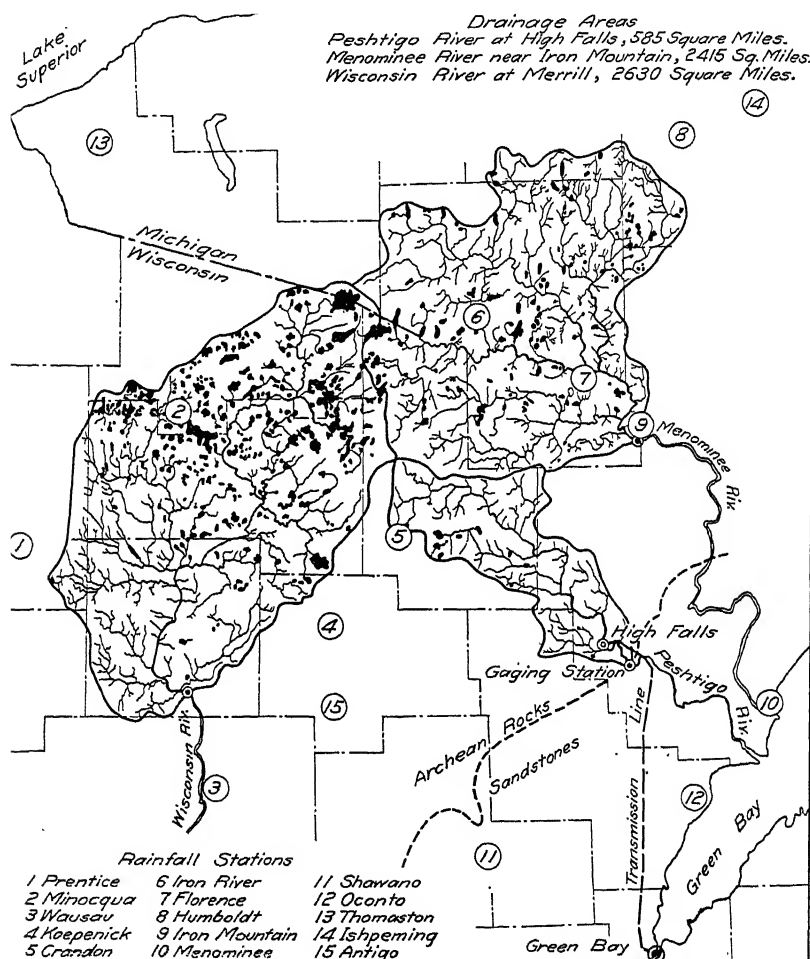 Drainage Areas
Peshtigo River at High Falls, 585 Square Miles.
Menominee River near Iron Mountain, 2415 Sq. Miles.
Wisconsin River at Merrill, 2630 Square Miles.
Lake
Superior
14
13
8
Michigan
Wisconsin
6
7
2
9
Menominee
Riv.
1
5
4
High Falls
Gaging Station
Peshtigo
Riv.
10
15
Line
Transmission
Archean Rocks
Sandstones
Wisconsin Riv.
3
12
11
Green Bay
Green Bay
Rainfall Stations
1 Prentice
2 Minocqua
3 Wausau
4 Koepenick
5 Crandon
6 Iron River
7 Florence
8 Humboldt
9 Iron Mountain
10 Menominee
11 Shawano
12 Oconto
13 Thomaston
14 Ishpeming
15 Antigo